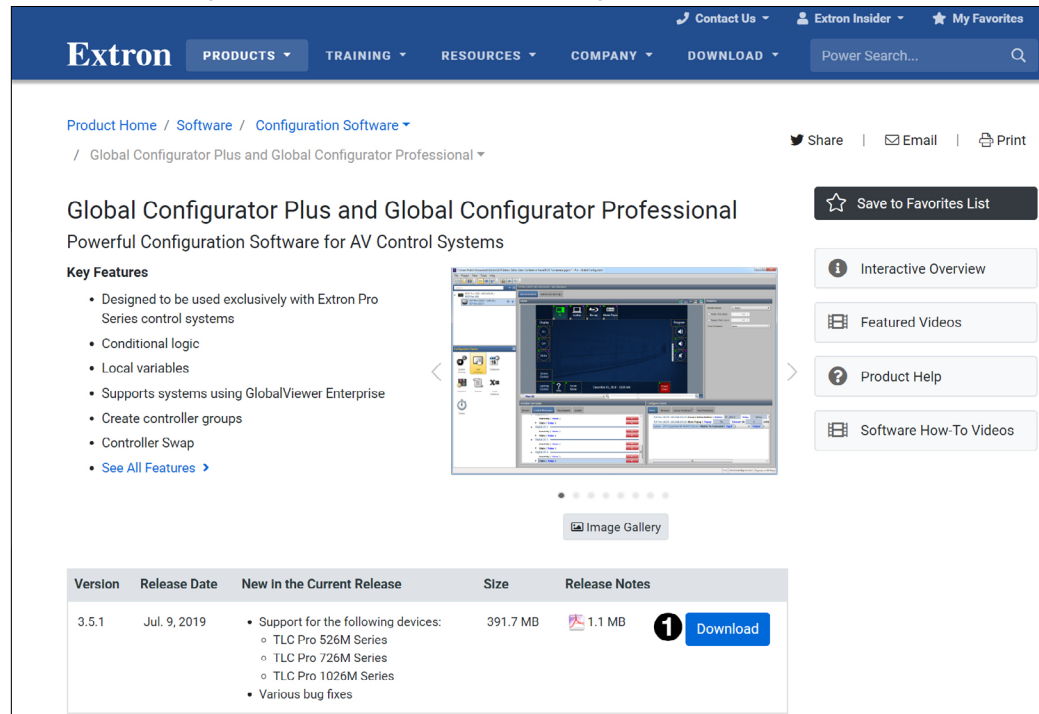 Contact Us
Extron Insider
My Favorites
Extron
PRODUCTS
TRAINING
RESOURCES
COMPANY
DOWNLOAD
Power Search...
Product Home / Software / Configuration Software
/ Global Configurator Plus and Global Configurator Professional
Share | Email | Print
Global Configurator Plus and Global Configurator Professional
Powerful Configuration Software for AV Control Systems
Key Features
• Designed to be used exclusively with Extron Pro
Series control systems
• Conditional logic
• Local variables
• Supports systems using GlobalViewer Enterprise
• Create controller groups
• Controller Swap
• See All Features >
Image Gallery
Save to Favorites List
Interactive Overview
Featured Videos
Product Help
Software How-To Videos
Version Release Date New in the Current Release Size Release Notes
3.5.1 Jul. 9, 2019 • Support for the following devices: 391.7 MB 1.1 MB 1 Download
TLC Pro 526M Series
TLC Pro 726M Series
TLC Pro 1026M Series
• Various bug fixes